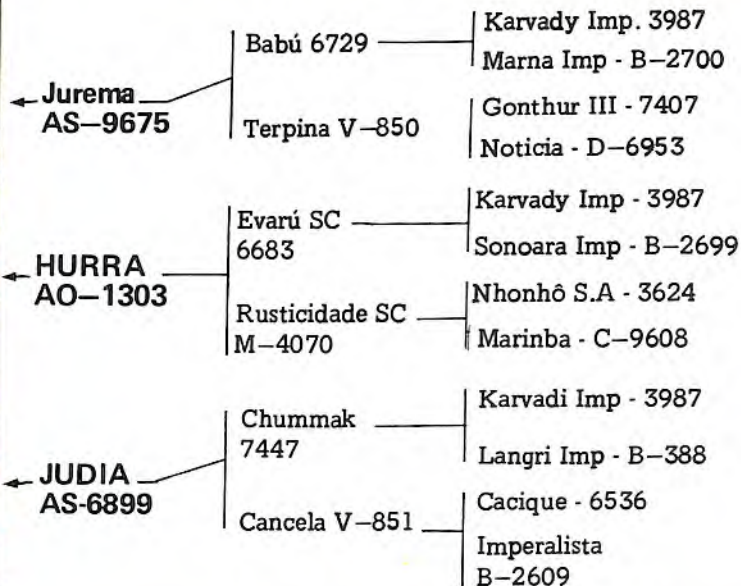 Jurema
AS–9675
Babú 6729
Karvady Imp. 3987
Marna Imp - B–2700
Terpina V–850
Gonthur III - 7407
Noticia - D–6953
HURRA
AO–1303
Evarú SC
6683
Karvady Imp - 3987
Sonoara Imp - B–2699
Rusticidade SC
M–4070
Nhonhô S.A - 3624
Marinba - C–9608
JUDIA
AS-6899
Chummak
7447
Karvadi Imp - 3987
Langri Imp - B–388
Cancela V–851
Cacique - 6536
Imperalista
B–2609